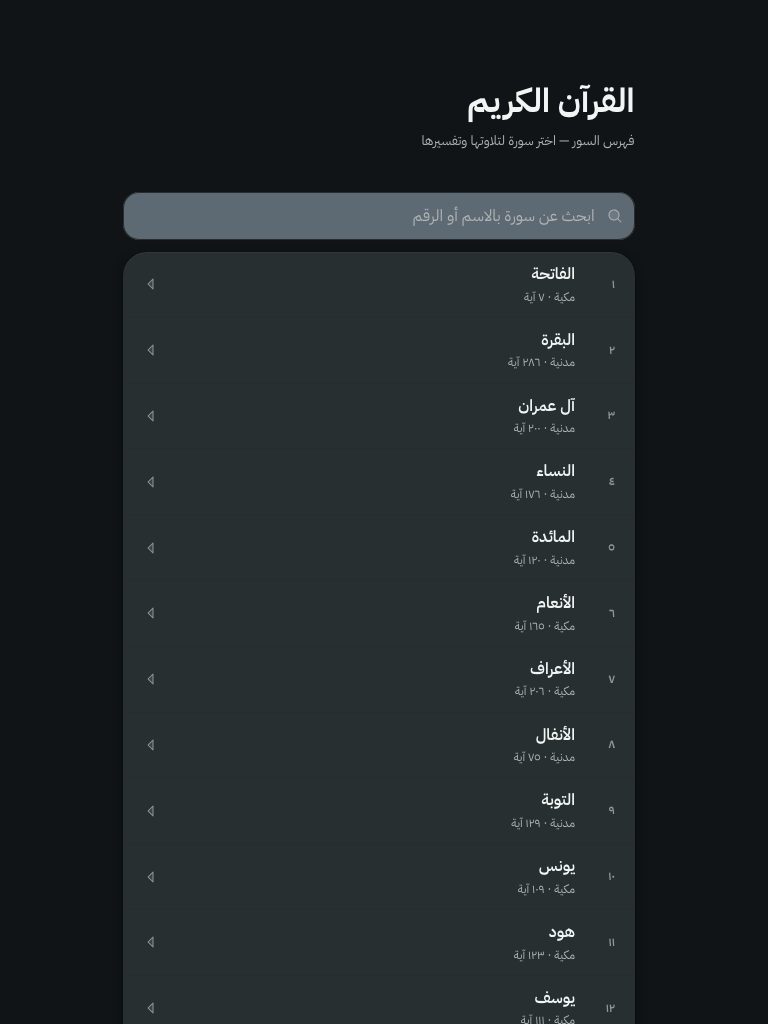 القرآن الكريم
فهرس السور — اختر سورة لتلاوتها وتفسيرها
ابحث عن سورة بالاسم أو الرقم
١
الفاتحة
مكية · ٧ آية
٢
البقرة
مدنية · ٢٨٦ آية
٣
آل عمران
مدنية · ٢٠٠ آية
٤
النساء
مدنية · ١٧٦ آية
٥
المائدة
مدنية · ١٢٠ آية
٦
الأنعام
مكية · ١٦٥ آية
٧
الأعراف
مكية · ٢٠٦ آية
٨
الأنفال
مدنية · ٧٥ آية
٩
التوبة
مدنية · ١٢٩ آية
١٠
يونس
مكية · ١٠٩ آية
١١
هود
مكية · ١٢٣ آية
١٢
يوسف
مكية · ١١١ آية